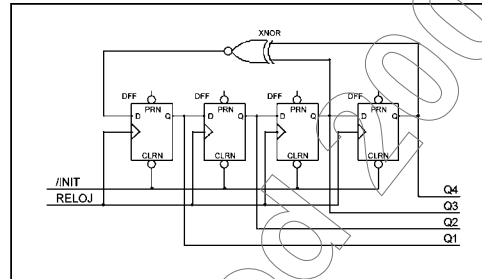 XNOR
DFF DFF DFF DFF
PRN PRN PRN PRN
D Q D Q D Q D Q
CLRN CLRN CLRN CLRN
/INIT
RELOJ
Q4
Q3
Q2
Q1